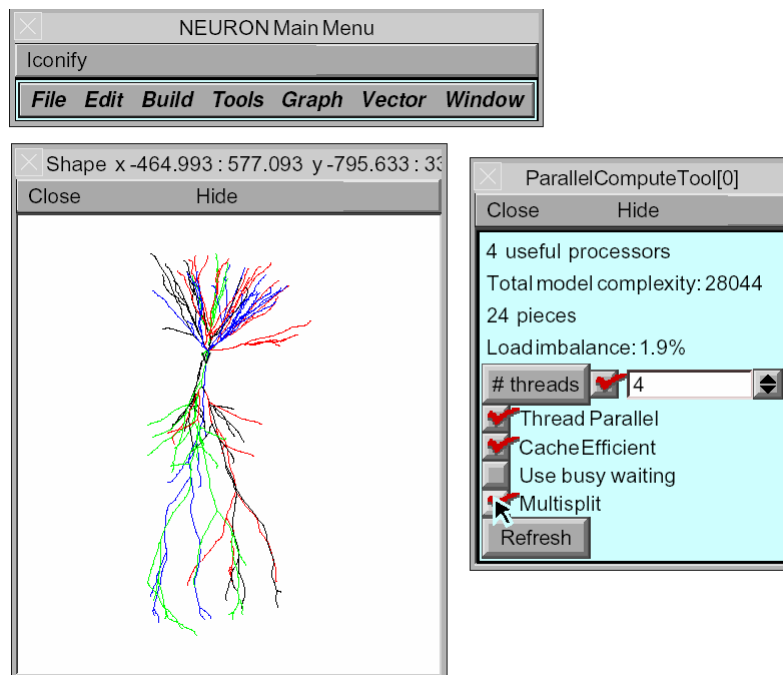 NEURON Main Menu
Iconify
File Edit Build Tools Graph Vector Window
Shape x -464.993 : 577.093 y -795.633 : 33
Close Hide
ParallelComputeTool[0]
Close Hide
4 useful processors
Total model complexity: 28044
24 pieces
Load imbalance: 1.9%
# threads 4
Thread Parallel
Cache Efficient
Use busy waiting
Multisplit
Refresh